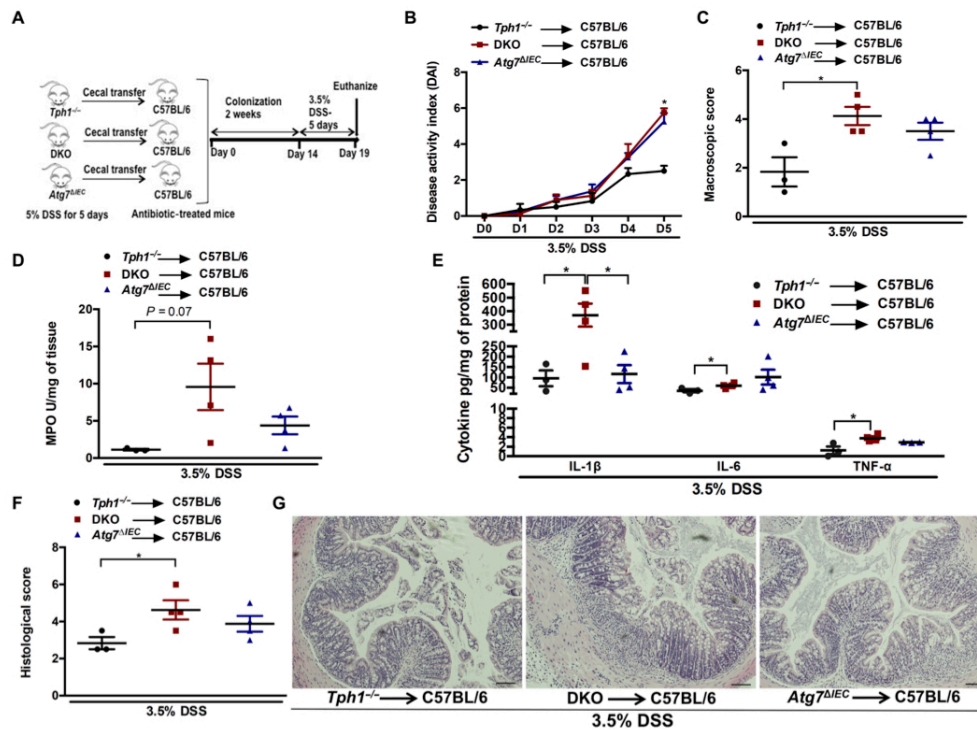 A
Tph1⁻/⁻
Cecal transfer
C57BL/6
DKO
Cecal transfer
C57BL/6
Atg7ΔIEC
Cecal transfer
C57BL/6
5% DSS for 5 days
Antibiotic-treated mice
Colonization
2 weeks
3.5%
DSS-
5 days
Euthanize
Day 0
Day 14
Day 19
B
Tph1⁻/⁻ → C57BL/6
DKO → C57BL/6
Atg7ΔIEC → C57BL/6
Disease activity index (DAI)
8
6
4
2
0
*
D0 D1 D2 D3 D4 D5
3.5% DSS
C
Tph1⁻/⁻ → C57BL/6
DKO → C57BL/6
Atg7ΔIEC → C57BL/6
Macroscopic score
6
4
2
0
*
3.5% DSS
D
Tph1⁻/⁻ → C57BL/6
DKO → C57BL/6
Atg7ΔIEC → C57BL/6
MPO U/mg of tissue
20
15
10
5
0
P = 0.07
3.5% DSS
E
Tph1⁻/⁻ → C57BL/6
DKO → C57BL/6
Atg7ΔIEC → C57BL/6
Cytokine pg/mg of protein
600
500
400
300
250
200
150
100
50
6
4
2
0
* *
*
*
IL-1β IL-6 TNF-α
3.5% DSS
F
Tph1⁻/⁻ → C57BL/6
DKO → C57BL/6
Atg7ΔIEC → C57BL/6
Histological score
8
6
4
2
0
*
3.5% DSS
G
Tph1⁻/⁻ → C57BL/6 DKO → C57BL/6 Atg7ΔIEC → C57BL/6
3.5% DSS